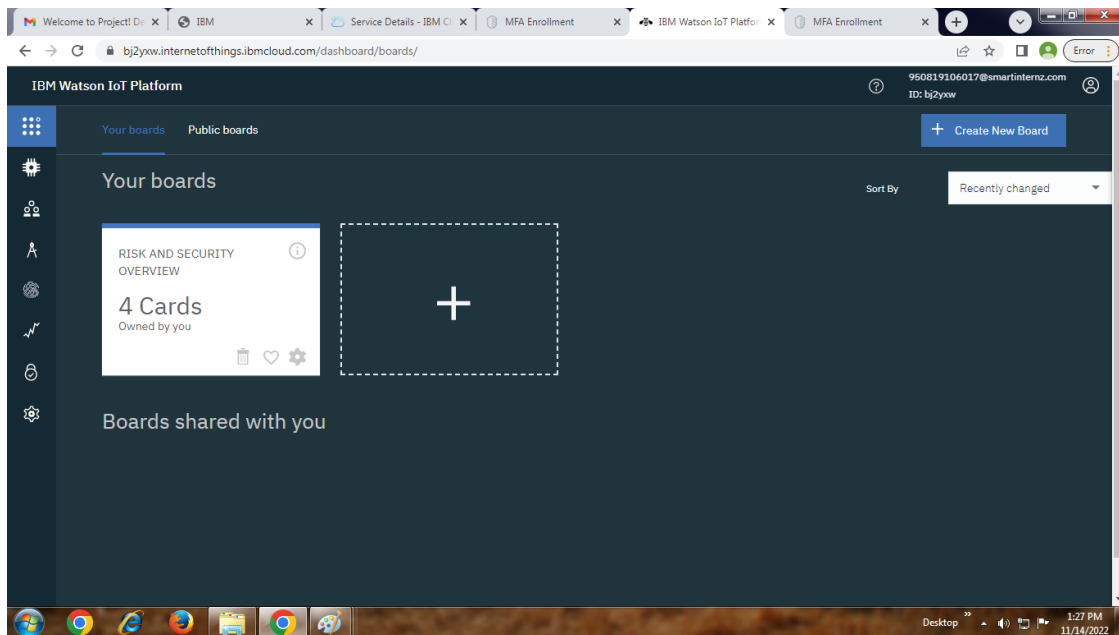 Welcome to Project! De
IBM
Service Details - IBM Cl
MFA Enrollment
IBM Watson IoT Platfor
MFA Enrollment
bj2yxw.internetofthings.ibmcloud.com/dashboard/boards/
Error
IBM Watson IoT Platform
950819106017@smartinternz.com
ID: bj2yxw
Your boards
Public boards
Create New Board
Your boards
Sort By
Recently changed
RISK AND SECURITY
OVERVIEW
4 Cards
Owned by you
Boards shared with you
Desktop
1:27 PM
11/14/2022